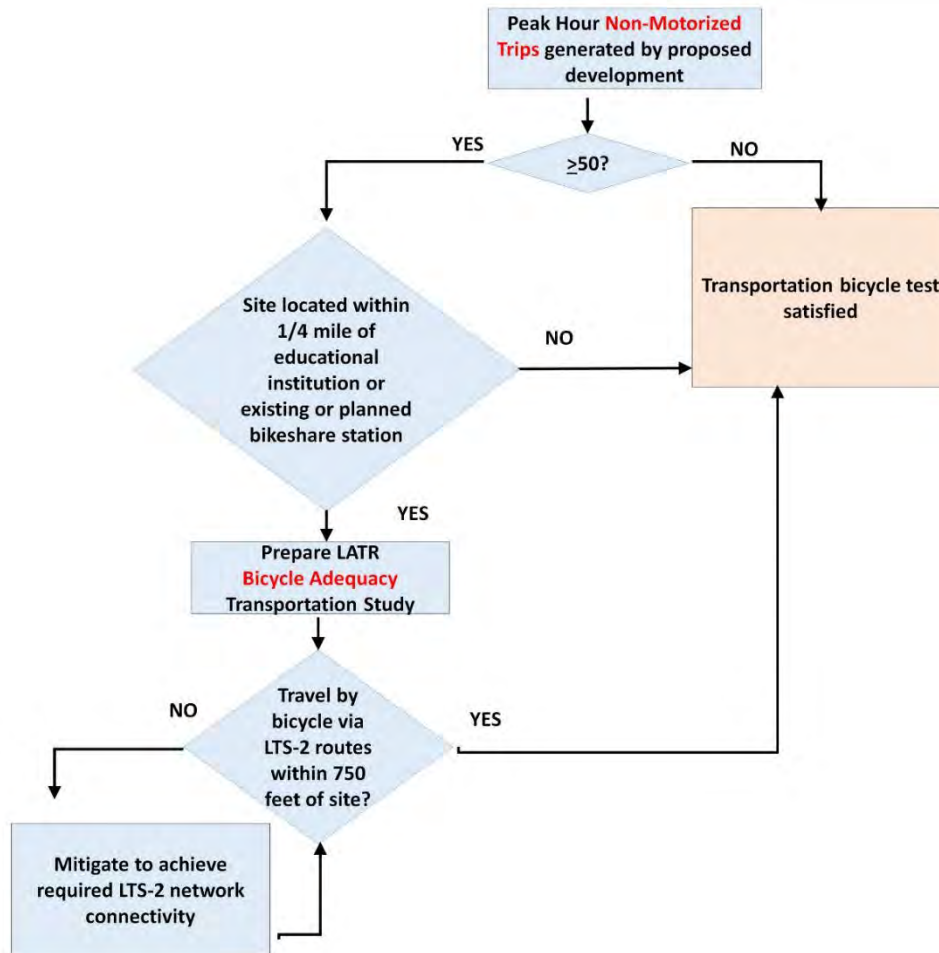 Peak Hour Non-Motorized
Trips generated by proposed
development
YES
≥50?
NO
Site located within
1/4 mile of
educational
institution or
existing or planned
bikeshare station
NO
Transportation bicycle test
satisfied
YES
Prepare LATR
Bicycle Adequacy
Transportation Study
NO
Travel by
bicycle via
LTS-2 routes
within 750
feet of site?
YES
Mitigate to achieve
required LTS-2 network
connectivity